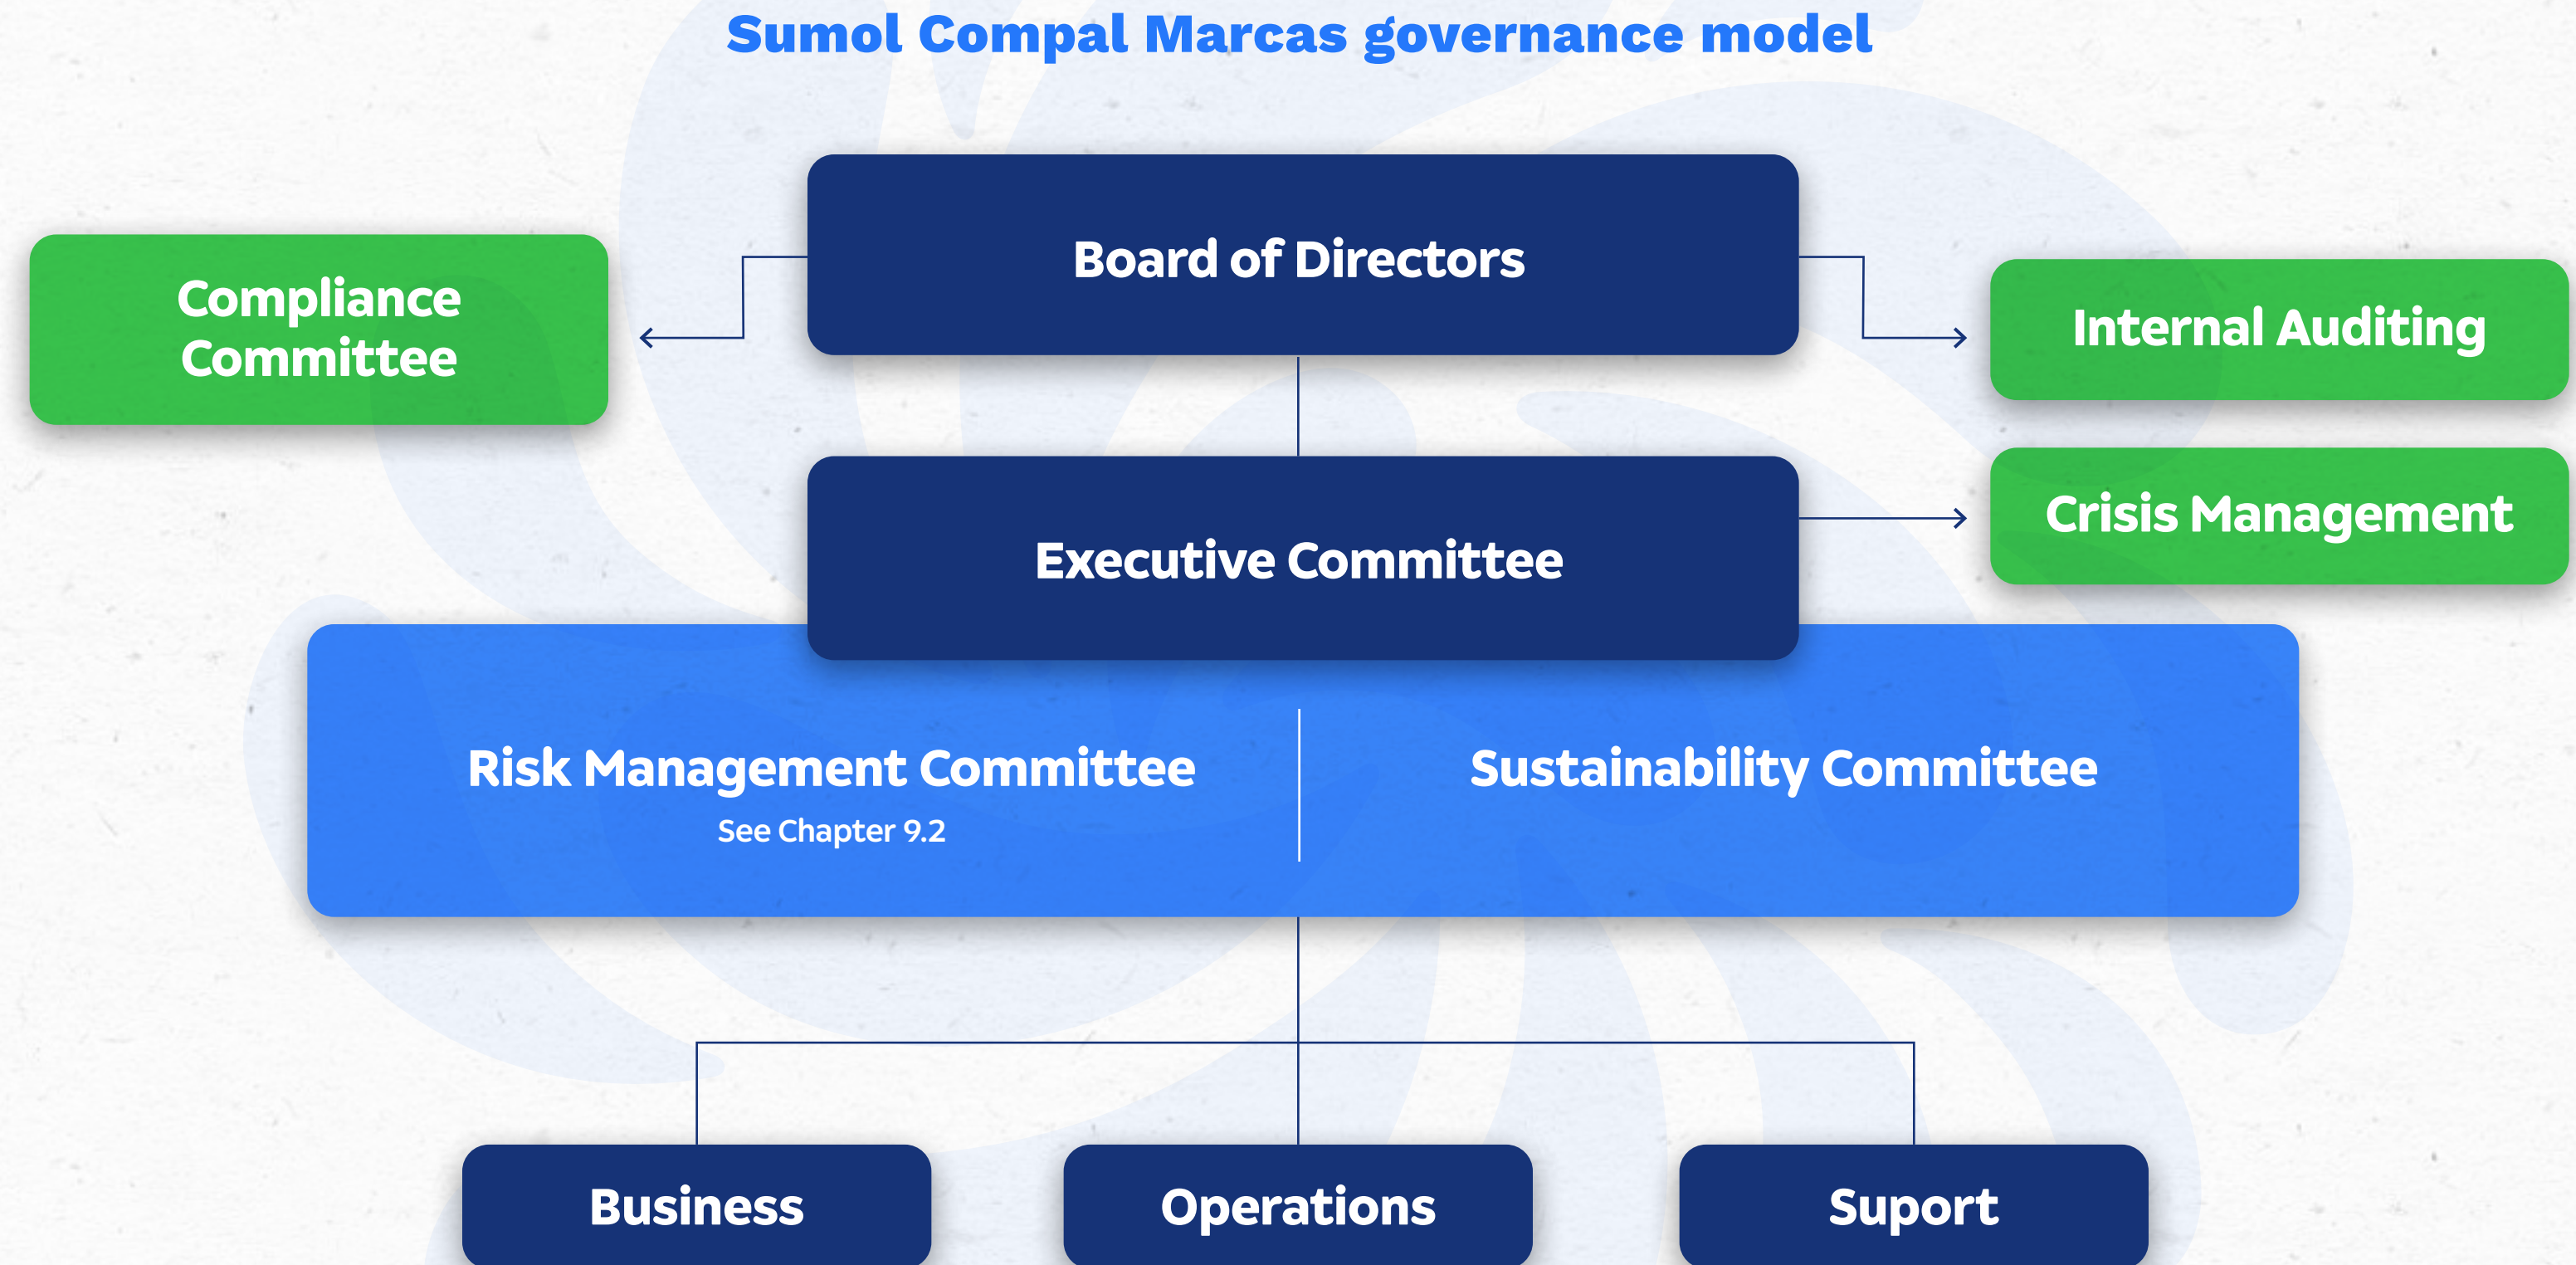 Sumol Compal Marcas governance model
Board of Directors
Compliance
Committee
Internal Auditing
Executive Committee
Crisis Management
Risk Management Committee
See Chapter 9.2
Sustainability Committee
Business
Operations
Suport